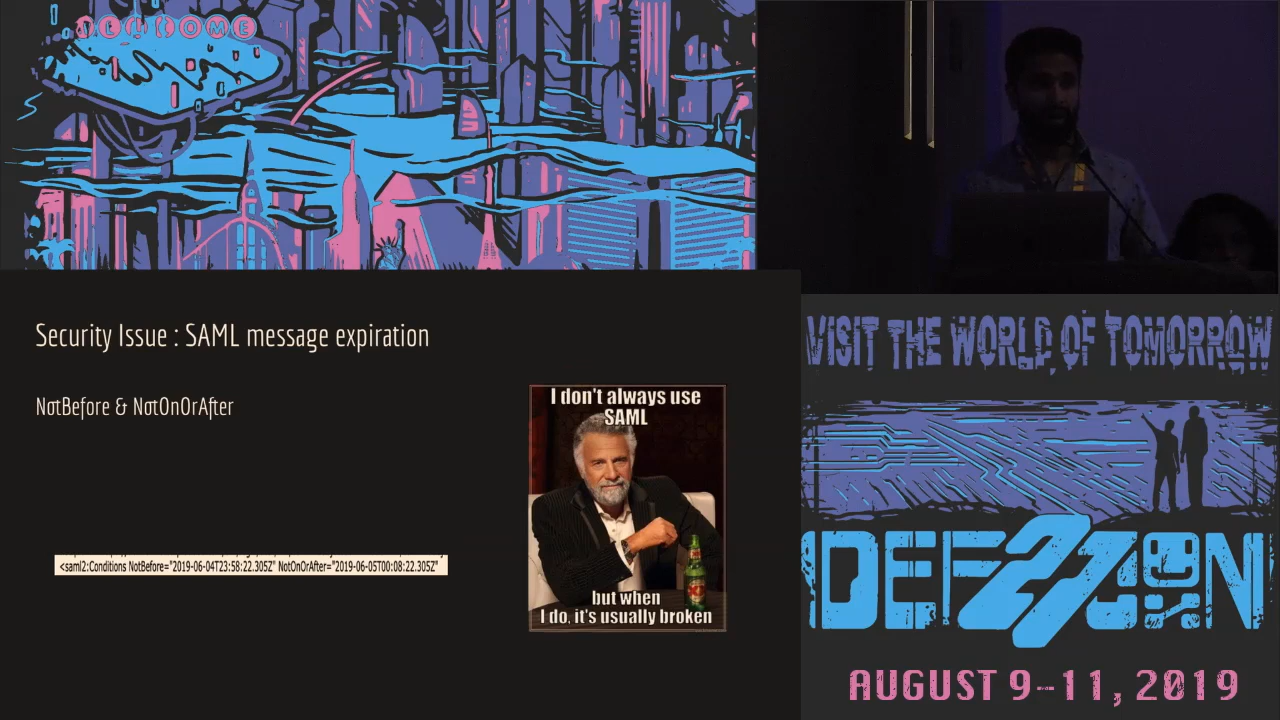 WELCOME
Security Issue : SAML message expiration
NotBefore & NotOnOrAfter
<saml2:Conditions NotBefore="2019-06-04T23:58:22.305Z" NotOnOrAfter="2019-06-05T00:08:22.305Z"
I don't always use
SAML
but when
I do, it's usually broken
VISIT THE WORLD OF TOMORROW
DEF27CON
AUGUST 9-11, 2019